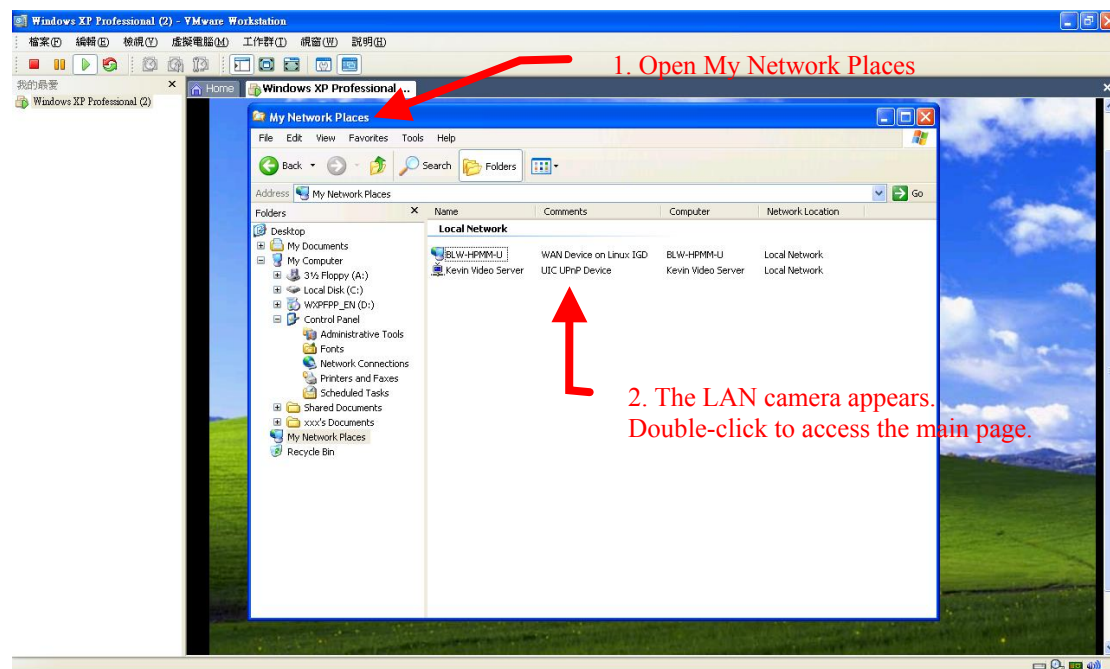 Windows XP Professional (2) - VMware Workstation
檔案(F) 編輯(E) 檢視(V) 虛擬電腦(M) 工作群(T) 視窗(W) 說明(H)
1. Open My Network Places
我的最愛 ×
Home Windows XP Professional ...
Windows XP Professional (2)
My Network Places
File Edit View Favorites Tools Help
Back Search Folders
Address My Network Places Go
Folders × Name Comments Computer Network Location
Desktop
Local Network
My Documents
BLW-HPMM-U WAN Device on Linux IGD BLW-HPMM-U Local Network
My Computer
Kevin Video Server UIC UPnP Device Kevin Video Server Local Network
3½ Floppy (A:)
Local Disk (C:)
WXPFPP_EN (D:)
Control Panel
Administrative Tools
Fonts
Network Connections
Printers and Faxes
Scheduled Tasks
Shared Documents
xxx's Documents
My Network Places
Recycle Bin
2. The LAN camera appears.
Double-click to access the main page.